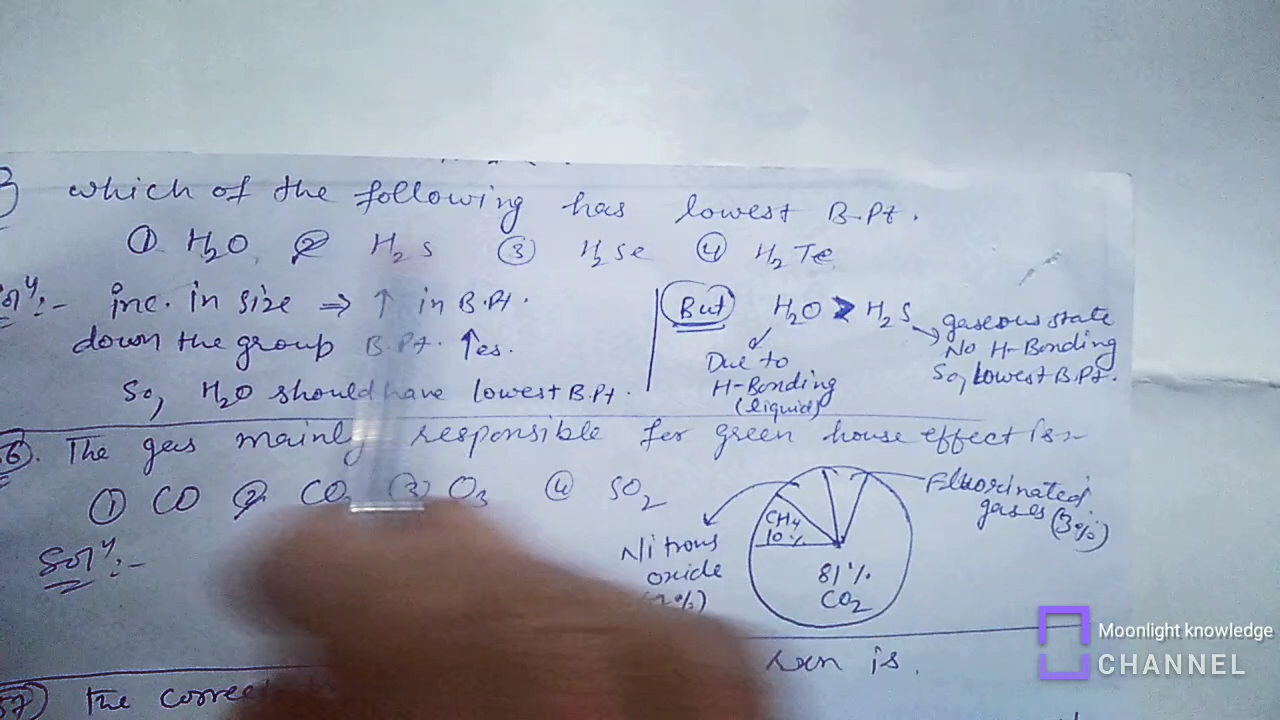 which of the following has lowest B.Pt.
① H₂O ② H₂S ③ H₂Se ④ H₂Te
Solⁿ:- inc. in size ⇒ ↑ in B.Pt.
down the group B.Pt. ↑es.
So, H₂O should have lowest B.Pt.
But H₂O > H₂S
Due to
H-Bonding
(liquid)
gaseous state
No H-Bonding
So, lowest B.Pt.
56. The gas mainly responsible for green house effect is:-
① CO ② CO₂ ③ O₃ ④ SO₂
Solⁿ:-
Nitrous
oxide
CH₄
10%
81%
CO₂
Fluorinated
gases (3%)
57) The correct
is.
Moonlight knowledge
CHANNEL